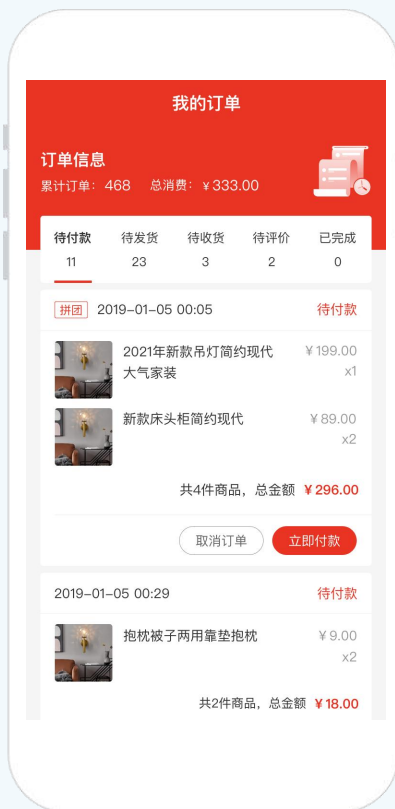 我的订单
订单信息
累计订单：468 总消费：¥333.00
待付款 待发货 待收货 待评价 已完成
11 23 3 2 0
拼团 2019-01-05 00:05 待付款
2021年新款吊灯简约现代 ¥199.00
大气家装 x1
新款床头柜简约现代 ¥89.00
x2
共4件商品，总金额 ¥296.00
取消订单 立即付款
2019-01-05 00:29 待付款
抱枕被子两用靠垫抱枕 ¥9.00
x2
共2件商品，总金额 ¥18.00